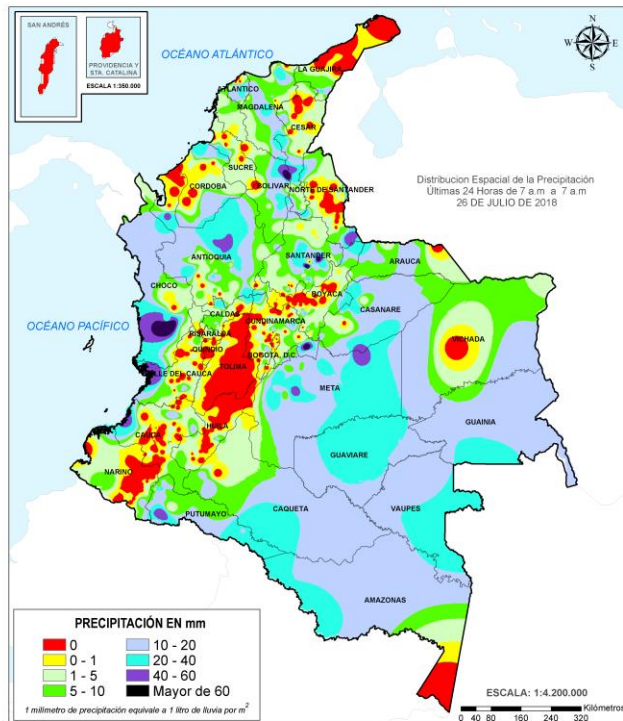 SAN ANDRÉS
PROVIDENCIA Y
STA. CATALINA
ESCALA 1:350.000
OCÉANO ATLÁNTICO
N
W
E
S
LA GUAJIRA
ATLANTICO
MAGDALENA
CESAR
Distribucion Espacial de la Precipitación
Últimas 24 Horas de 7 a.m a 7 a.m
26 DE JULIO DE 2018
SUCRE
CORDOBA
BOLIVAR
NORTE DE SANTANDER
ANTIOQUIA
SANTANDER
ARAUCA
CHOCO
BOYACA
CASANARE
OCÉANO PACÍFICO
CALDAS
CUNDINAMARCA
RISARALDA
VICHADA
QUINDIO
BOGOTA, D.C.
TOLIMA
VALLE DEL CAUCA
META
GUAINIA
CAUCA
HUILA
GUAVIARE
NARIÑO
PUTUMAYO
CAQUETA
VAUPES
AMAZONAS
PRECIPITACIÓN EN mm
0
10 - 20
0 - 1
20 - 40
1 - 5
40 - 60
5 - 10
Mayor de 60
1 milimetro de precipitación equivale a 1 litro de lluvia por m²
ESCALA: 1:4.200.000
Kilómetros
0 40 80 160 240 320